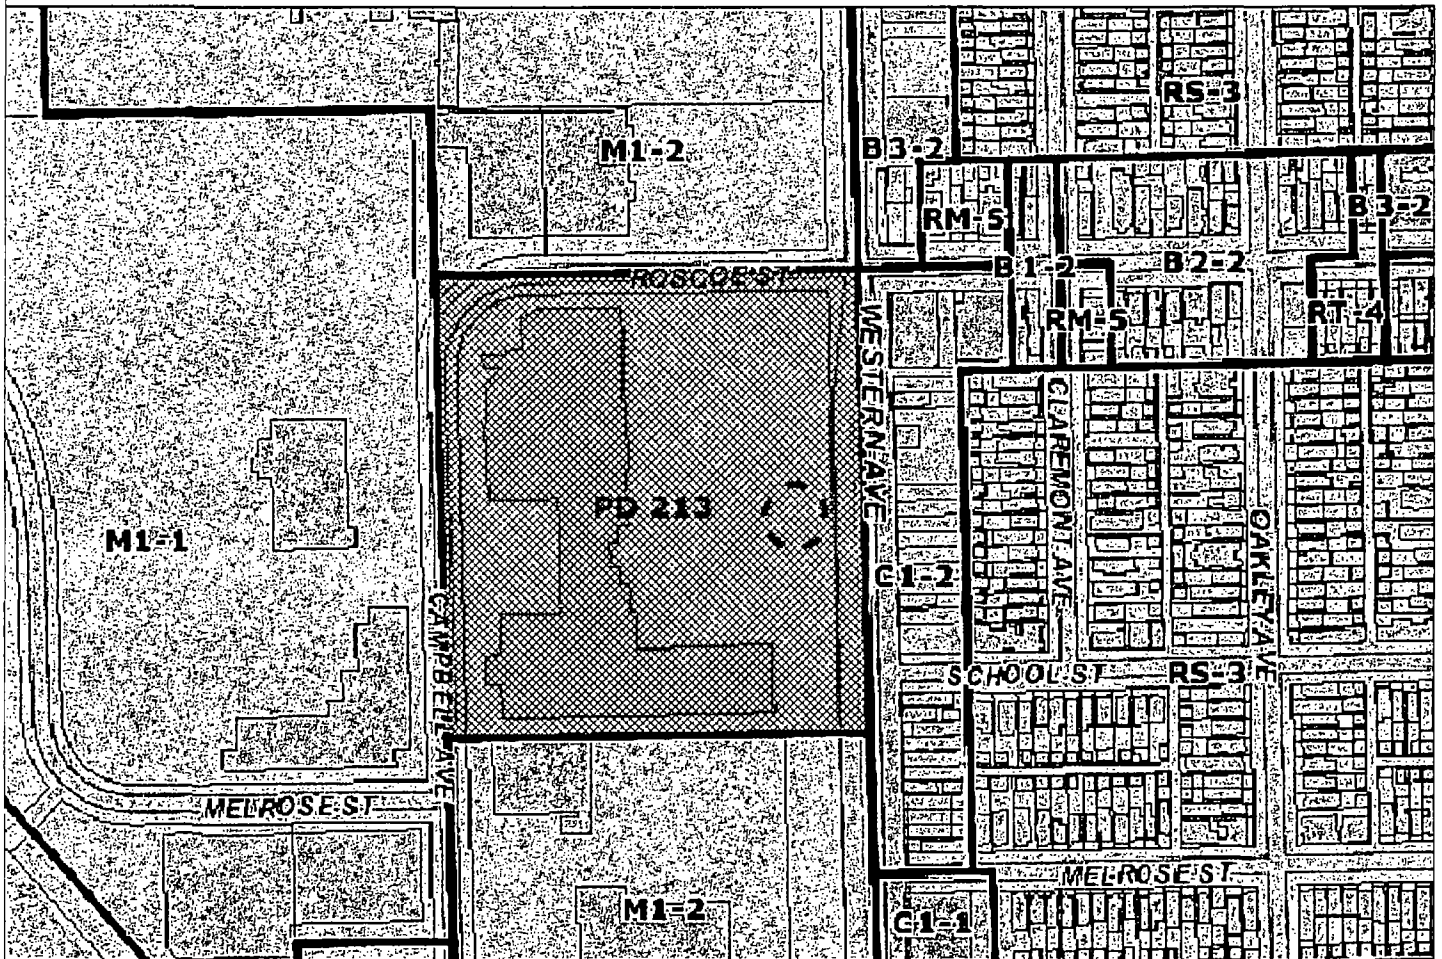 RS-3
M1-2
B3-2
RM-5
B3-2
ROSCOE ST
B1-2
B2-2
RM-5
RT-4
WESTERN AVE
CLAREMONT AVE
PD 213
OAKLEY AVE
M1-1
C1-2
CAMPBELL AVE
SCHOOL ST
RS-3
MELROSE ST
MELROSE ST
M1-2
C1-1